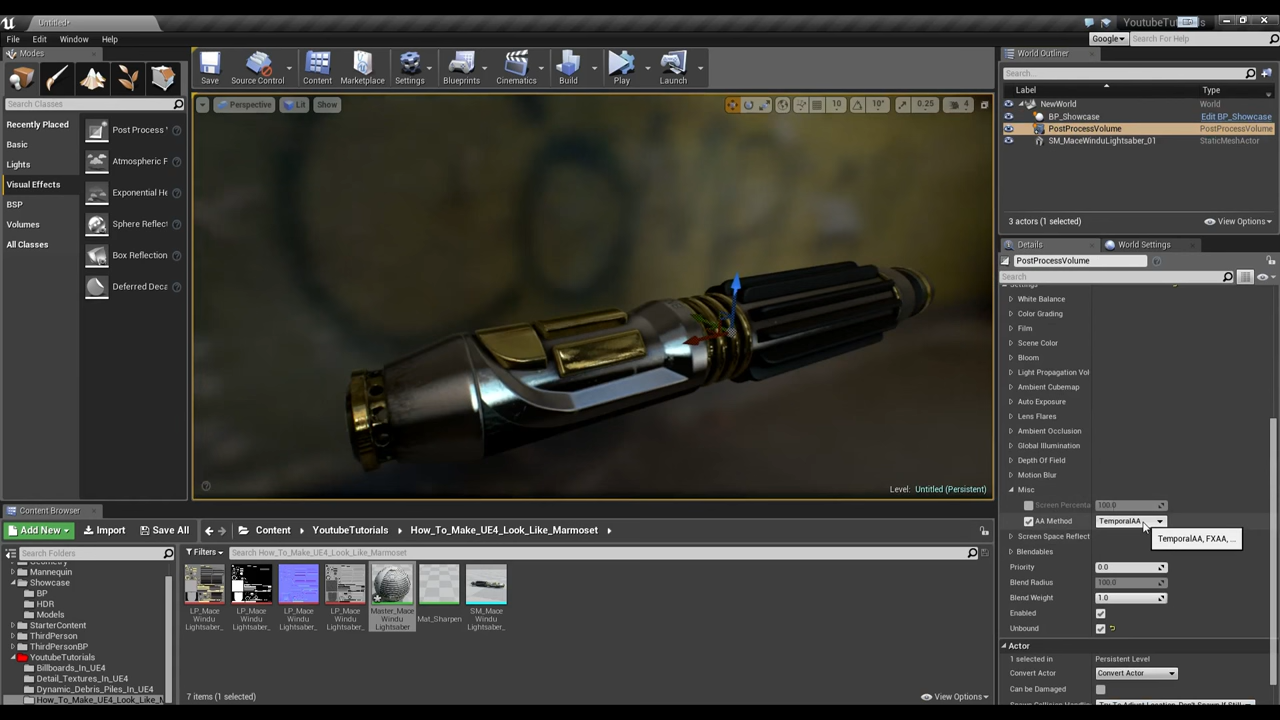 Untitled*
YoutubeTutorials
File Edit Window Help
Google Search For Help
Modes
Save Source Control Content Marketplace Settings Blueprints Cinematics Build Play Launch
Search Classes
Recently Placed
Basic
Lights
Visual Effects
BSP
Volumes
All Classes
Post Process
Atmospheric F
Exponential He
Sphere Reflect
Box Reflection
Deferred Deca
Perspective Lit Show
10 10° 0.25 4
Level: Untitled (Persistent)
World Outliner
Search...
Label Type
NewWorld World
BP_Showcase Edit BP_Showcase
PostProcessVolume PostProcessVolume
SM_MaceWinduLightsaber_01 StaticMeshActor
3 actors (1 selected) View Options
Details World Settings
PostProcessVolume
Search
Settings
White Balance
Color Grading
Film
Scene Color
Bloom
Light Propagation Vol
Ambient Cubemap
Auto Exposure
Lens Flares
Ambient Occlusion
Global Illumination
Depth Of Field
Motion Blur
Misc
Screen Percenta 100.0
AA Method TemporalAA
TemporalAA, FXAA, ...
Screen Space Reflect
Blendables
Priority 0.0
Blend Radius 100.0
Blend Weight 1.0
Enabled
Unbound
Actor
1 selected in Persistent Level
Convert Actor Convert Actor
Can be Damaged
Content Browser
Add New Import Save All Content YoutubeTutorials How_To_Make_UE4_Look_Like_Marmoset
Search Folders
Filters Search How_To_Make_UE4_Look_Like_Marmoset
Geometry
Mannequin
Showcase
BP
HDR
Models
StarterContent
ThirdPerson
ThirdPersonBP
YoutubeTutorials
Billboards_In_UE4
Detail_Textures_In_UE4
Dynamic_Debris_Piles_In_UE4
How_To_Make_UE4_Look_Like_M
LP_Mace Windu Lightsaber_
LP_Mace Windu Lightsaber_
LP_Mace Windu Lightsaber_
LP_Mace Windu Lightsaber_
Master_Mace Windu Lightsaber
Mat_Sharpen
SM_Mace Windu Lightsaber_
7 items (1 selected) View Options